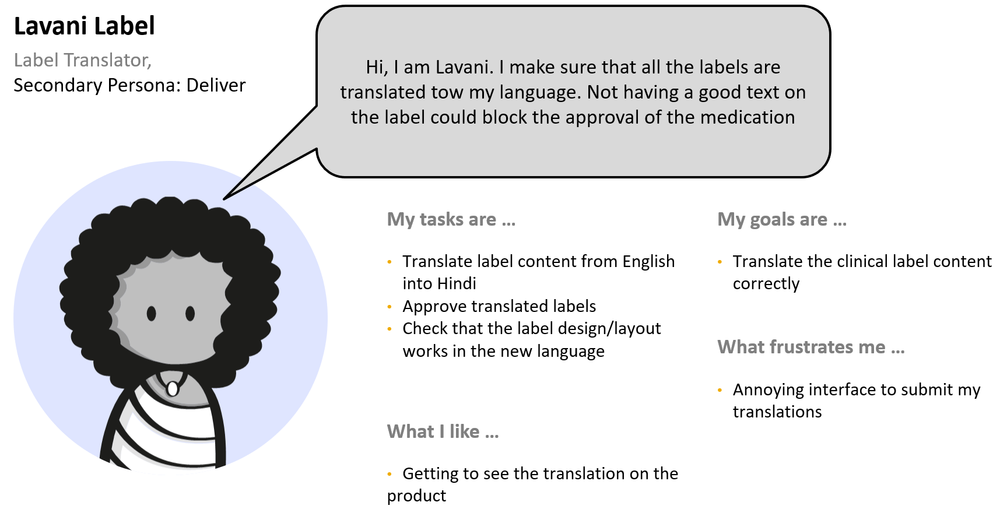 Lavani Label
Label Translator,
Secondary Persona: Deliver
Hi, I am Lavani. I make sure that all the labels are
translated tow my language. Not having a good text on
the label could block the approval of the medication
My tasks are ...
• Translate label content from English
into Hindi
• Approve translated labels
• Check that the label design/layout
works in the new language
What I like ...
• Getting to see the translation on the
product
My goals are ...
• Translate the clinical label content
correctly
What frustrates me ...
• Annoying interface to submit my
translations